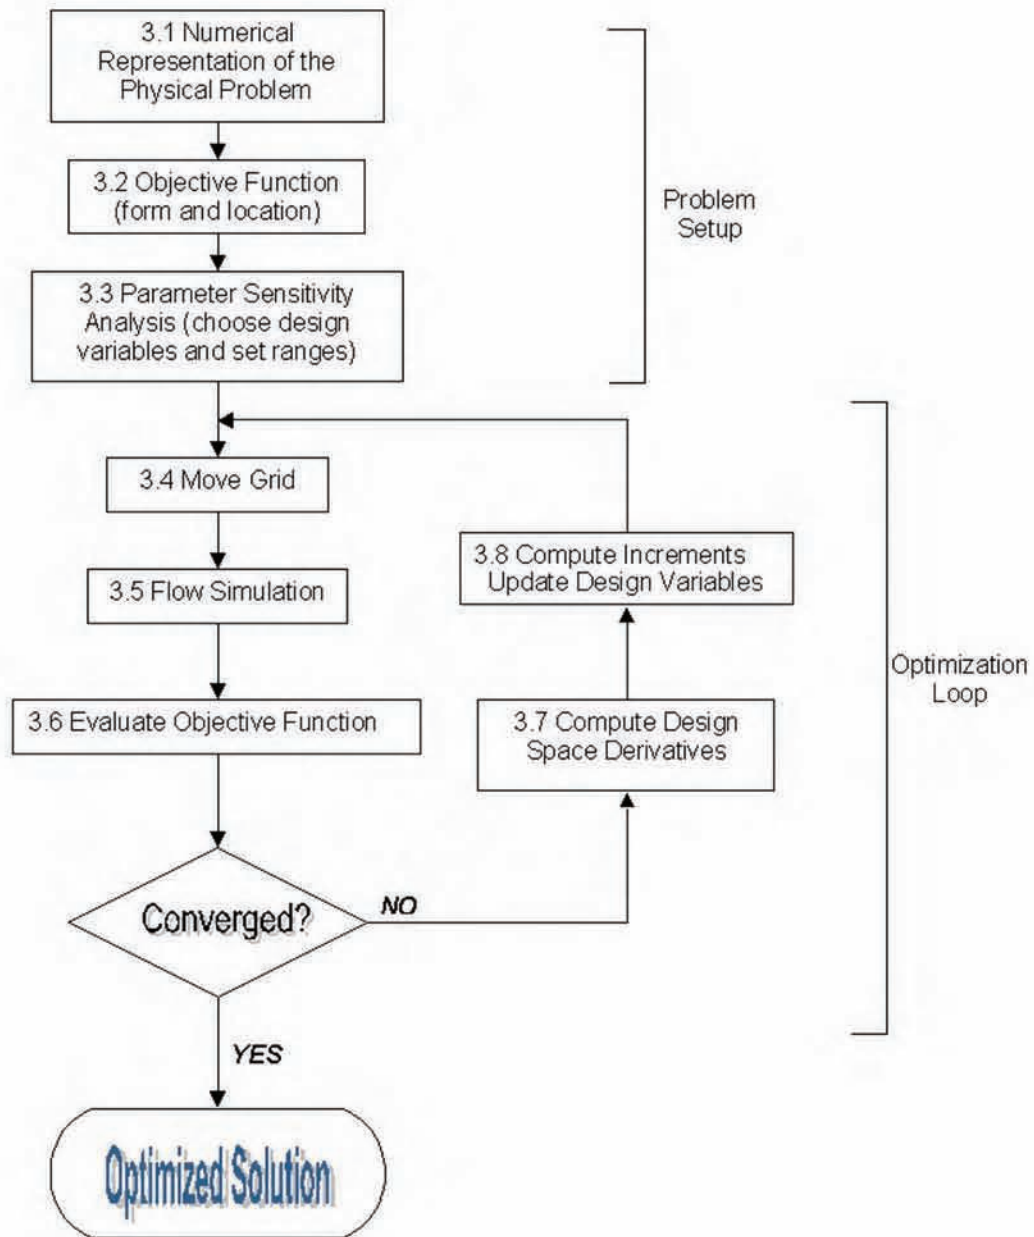 3.1 Numerical
Representation of the
Physical Problem
3.2 Objective Function
(form and location)
3.3 Parameter Sensitivity
Analysis (choose design
variables and set ranges)
Problem
Setup
3.4 Move Grid
3.5 Flow Simulation
3.6 Evaluate Objective Function
3.8 Compute Increments
Update Design Variables
3.7 Compute Design
Space Derivatives
Optimization
Loop
Converged?
NO
YES
Optimized Solution